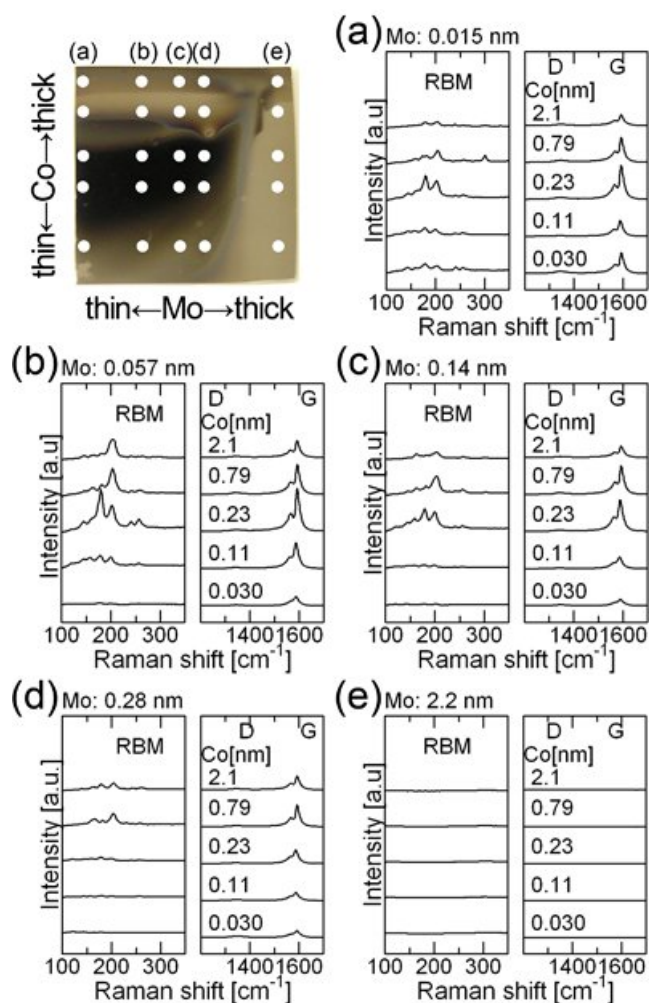 (a) (b) (c) (d) (e)
thin←Co→thick
thin←Mo→thick
(a) Mo: 0.015 nm
RBM
D G
Co[nm]
2.1
0.79
0.23
0.11
0.030
Intensity [a.u]
100 200 300
1400 1600
Raman shift [cm-1]
(b) Mo: 0.057 nm
RBM
D G
Co[nm]
2.1
0.79
0.23
0.11
0.030
Intensity [a.u]
100 200 300
1400 1600
Raman shift [cm-1]
(c) Mo: 0.14 nm
RBM
D G
Co[nm]
2.1
0.79
0.23
0.11
0.030
Intensity [a.u]
100 200 300
1400 1600
Raman shift [cm-1]
(d) Mo: 0.28 nm
RBM
D G
Co[nm]
2.1
0.79
0.23
0.11
0.030
Intensity [a.u.]
100 200 300
1400 1600
Raman shift [cm-1]
(e) Mo: 2.2 nm
RBM
D G
Co[nm]
2.1
0.79
0.23
0.11
0.030
Intensity [a.u]
100 200 300
1400 1600
Raman shift [cm-1]